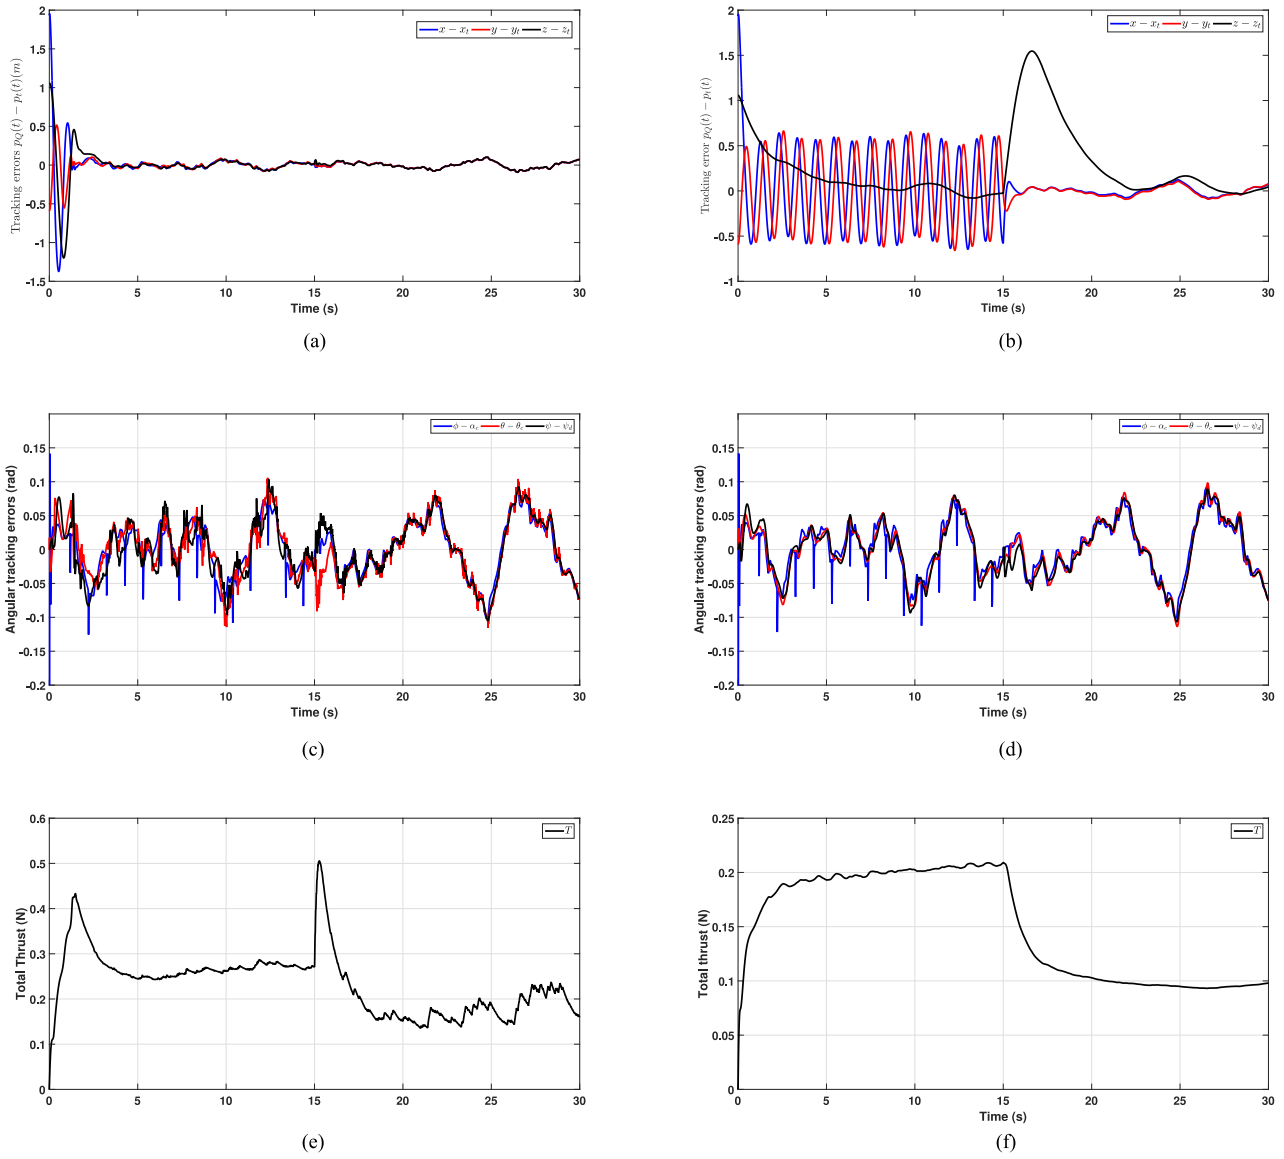 x − x_t y − y_t z − z_t
Tracking errors p_Q(t) − p_t(t)(m)
2
1.5
1
0.5
0
-0.5
-1
-1.5
0 5 10 15 20 25 30
Time (s)
(a)
x − x_t y − y_t z − z_t
Tracking error p_Q(t) − p_t(t)
2
1.5
1
0.5
0
-0.5
-1
0 5 10 15 20 25 30
Time (s)
(b)
ϕ − α_c θ − θ_c ψ − ψ_d
Angular tracking errors (rad)
0.15
0.1
0.05
0
-0.05
-0.1
-0.15
-0.2
0 5 10 15 20 25 30
Time (s)
(c)
ϕ − α_c θ − θ_c ψ − ψ_d
Angular tracking errors (rad)
0.15
0.1
0.05
0
-0.05
-0.1
-0.15
-0.2
0 5 10 15 20 25 30
Time (s)
(d)
T
Total Thrust (N)
0.6
0.5
0.4
0.3
0.2
0.1
0
0 5 10 15 20 25 30
Time (s)
(e)
T
Total thrust (N)
0.25
0.2
0.15
0.1
0.05
0
0 5 10 15 20 25 30
Time (s)
(f)